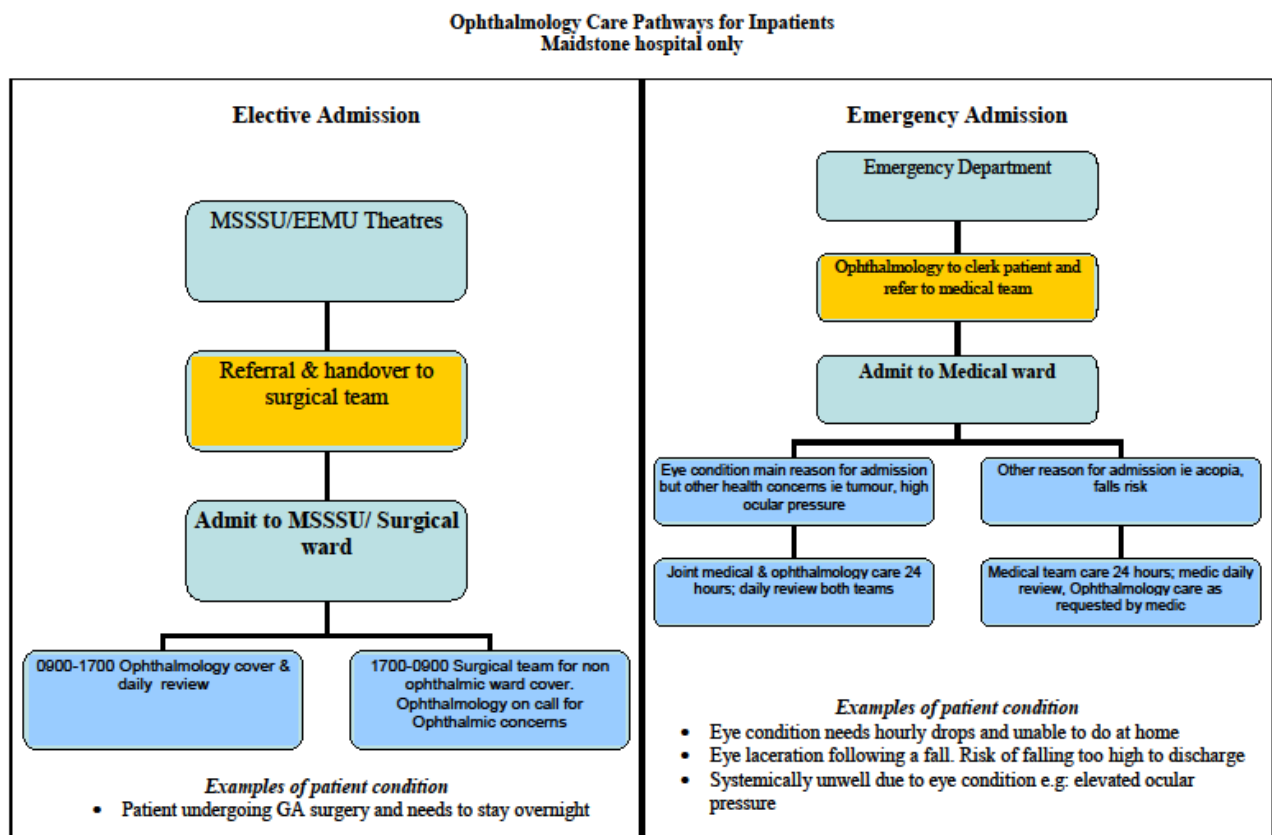 Ophthalmology Care Pathways for Inpatients
Maidstone hospital only
Elective Admission
MSSSU/EEMU Theatres
Referral & handover to
surgical team
Admit to MSSSU/ Surgical
ward
0900-1700 Ophthalmology cover &
daily review
1700-0900 Surgical team for non
ophthalmic ward cover.
Ophthalmology on call for
Ophthalmic concerns
Examples of patient condition
• Patient undergoing GA surgery and needs to stay overnight
Emergency Admission
Emergency Department
Ophthalmology to clerk patient and
refer to medical team
Admit to Medical ward
Eye condition main reason for admission
but other health concerns ie tumour, high
ocular pressure
Other reason for admission ie acopia,
falls risk
Joint medical & ophthalmology care 24
hours; daily review both teams
Medical team care 24 hours; medic daily
review, Ophthalmology care as
requested by medic
Examples of patient condition
• Eye condition needs hourly drops and unable to do at home
• Eye laceration following a fall. Risk of falling too high to discharge
• Systemically unwell due to eye condition e.g: elevated ocular
pressure